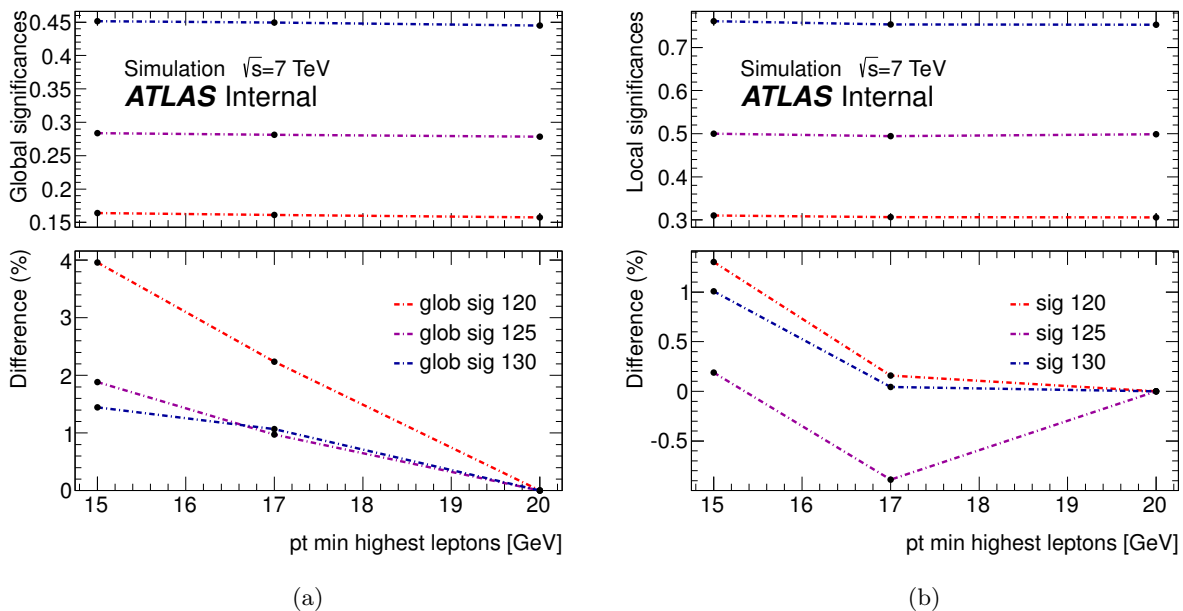 Global significances
0.45
0.4
0.35
0.3
0.25
0.2
0.15
Simulation √s=7 TeV
ATLAS Internal
Difference (%)
4
3
2
1
0
glob sig 120
glob sig 125
glob sig 130
15 16 17 18 19 20
pt min highest leptons [GeV]
(a)
Local significances
0.7
0.6
0.5
0.4
0.3
Simulation √s=7 TeV
ATLAS Internal
Difference (%)
1
0.5
0
-0.5
sig 120
sig 125
sig 130
15 16 17 18 19 20
pt min highest leptons [GeV]
(b)